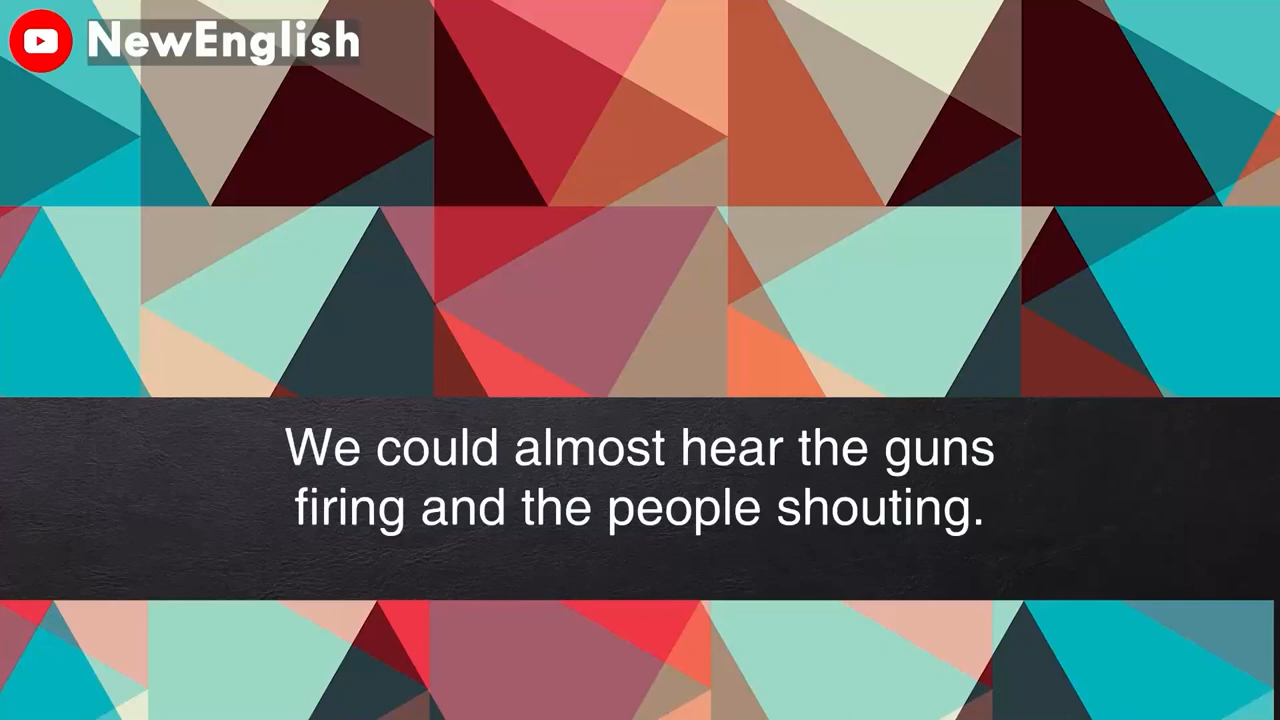 NewEnglish
We could almost hear the guns
firing and the people shouting.